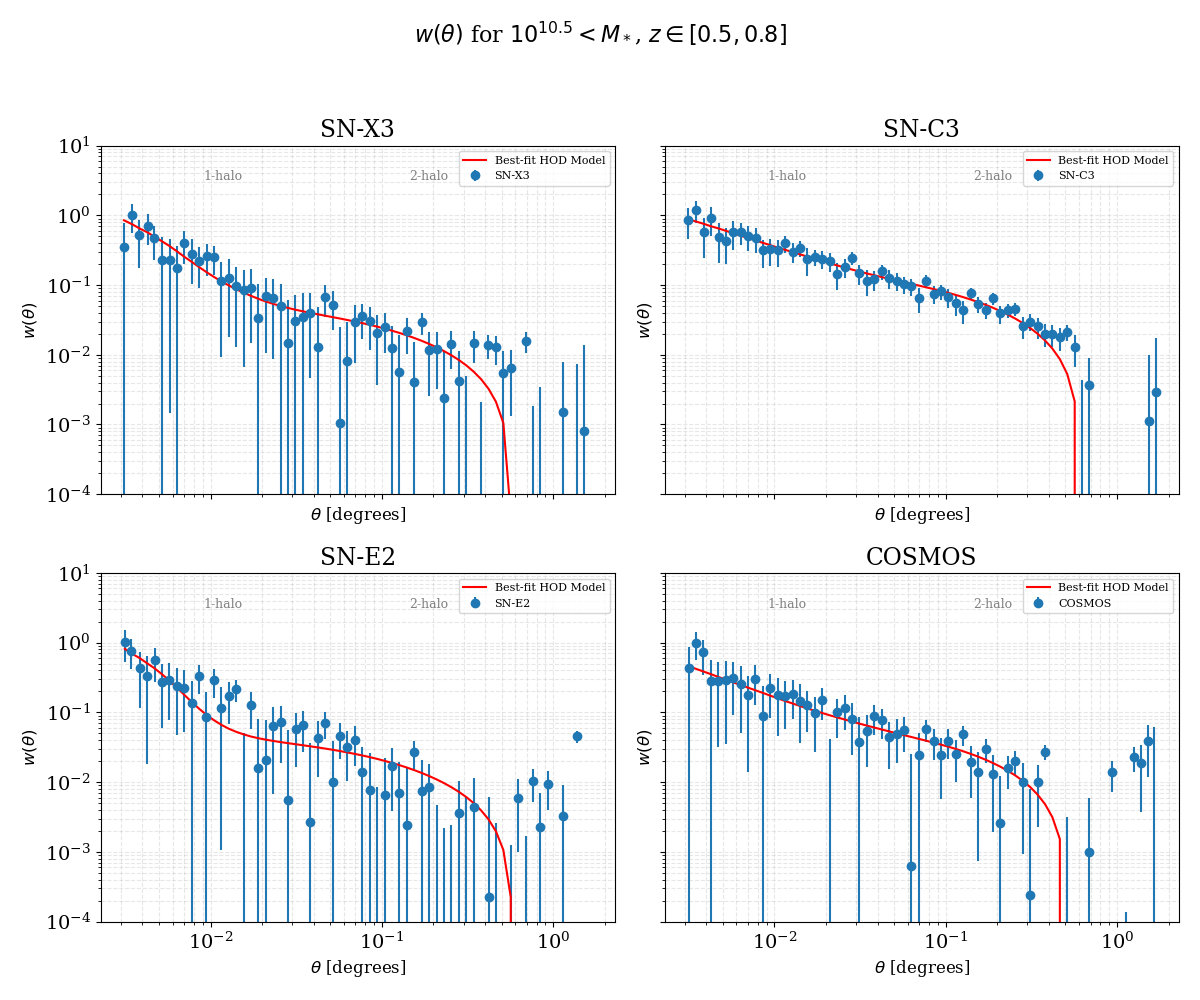 w(θ) for 10^10.5 < M_*, z ∈ [0.5, 0.8]
SN-X3
10^1
10^0
10^−1
10^−2
10^−3
10^−4
w(θ)
1-halo
2-halo
Best-fit HOD Model
SN-X3
θ [degrees]
SN-C3
w(θ)
1-halo
2-halo
Best-fit HOD Model
SN-C3
θ [degrees]
SN-E2
10^1
10^0
10^−1
10^−2
10^−3
10^−4
w(θ)
1-halo
2-halo
Best-fit HOD Model
SN-E2
10^−2
10^−1
10^0
θ [degrees]
COSMOS
w(θ)
1-halo
2-halo
Best-fit HOD Model
COSMOS
10^−2
10^−1
10^0
θ [degrees]